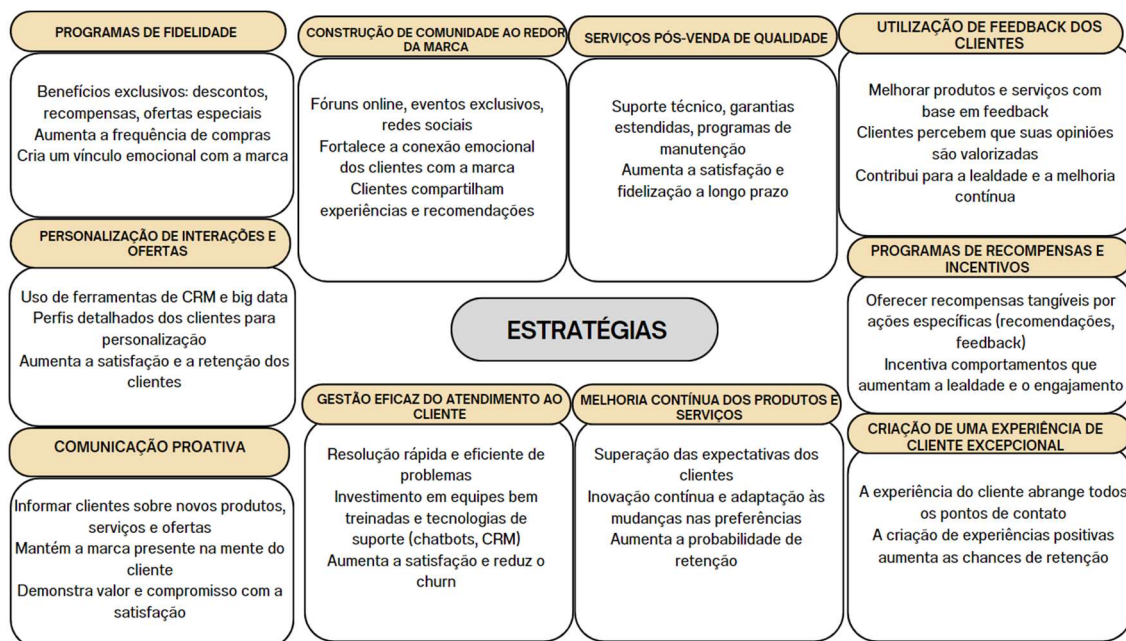 PROGRAMAS DE FIDELIDADE
Benefícios exclusivos: descontos,
recompensas, ofertas especiais
Aumenta a frequência de compras
Cria um vínculo emocional com a marca
CONSTRUÇÃO DE COMUNIDADE AO REDOR
DA MARCA
Fóruns online, eventos exclusivos,
redes sociais
Fortalece a conexão emocional
dos clientes com a marca
Clientes compartilham
experiências e recomendações
SERVIÇOS PÓS-VENDA DE QUALIDADE
Suporte técnico, garantias
estendidas, programas de
manutenção
Aumenta a satisfação e
fidelização a longo prazo
UTILIZAÇÃO DE FEEDBACK DOS
CLIENTES
Melhorar produtos e serviços com
base em feedback
Clientes percebem que suas opiniões
são valorizadas
Contribui para a lealdade e a melhoria
contínua
PERSONALIZAÇÃO DE INTERAÇÕES E
OFERTAS
Uso de ferramentas de CRM e big data
Perfis detalhados dos clientes para
personalização
Aumenta a satisfação e a retenção dos
clientes
ESTRATÉGIAS
PROGRAMAS DE RECOMPENSAS E
INCENTIVOS
Oferecer recompensas tangíveis por
ações específicas (recomendações,
feedback)
Incentiva comportamentos que
aumentam a lealdade e o engajamento
COMUNICAÇÃO PROATIVA
Informar clientes sobre novos produtos,
serviços e ofertas
Mantém a marca presente na mente do
cliente
Demonstra valor e compromisso com a
satisfação
GESTÃO EFICAZ DO ATENDIMENTO AO
CLIENTE
Resolução rápida e eficiente de
problemas
Investimento em equipes bem
treinadas e tecnologias de
suporte (chatbots, CRM)
Aumenta a satisfação e reduz o
churn
MELHORIA CONTÍNUA DOS PRODUTOS E
SERVIÇOS
Superação das expectativas dos
clientes
Inovação contínua e adaptação às
mudanças nas preferências
Aumenta a probabilidade de
retenção
CRIAÇÃO DE UMA EXPERIÊNCIA DE
CLIENTE EXCEPCIONAL
A experiência do cliente abrange todos
os pontos de contato
A criação de experiências positivas
aumenta as chances de retenção